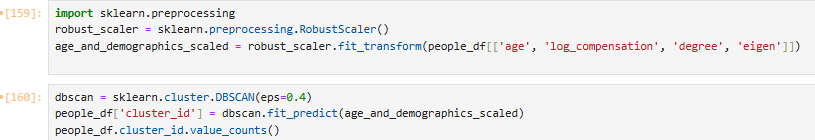 [159]: import sklearn.preprocessing
robust_scaler = sklearn.preprocessing.RobustScaler()
age_and_demographics_scaled = robust_scaler.fit_transform(people_df[['age', 'log_compensation', 'degree', 'eigen']])
[160]: dbscan = sklearn.cluster.DBSCAN(eps=0.4)
people_df['cluster_id'] = dbscan.fit_predict(age_and_demographics_scaled)
people_df.cluster_id.value_counts()